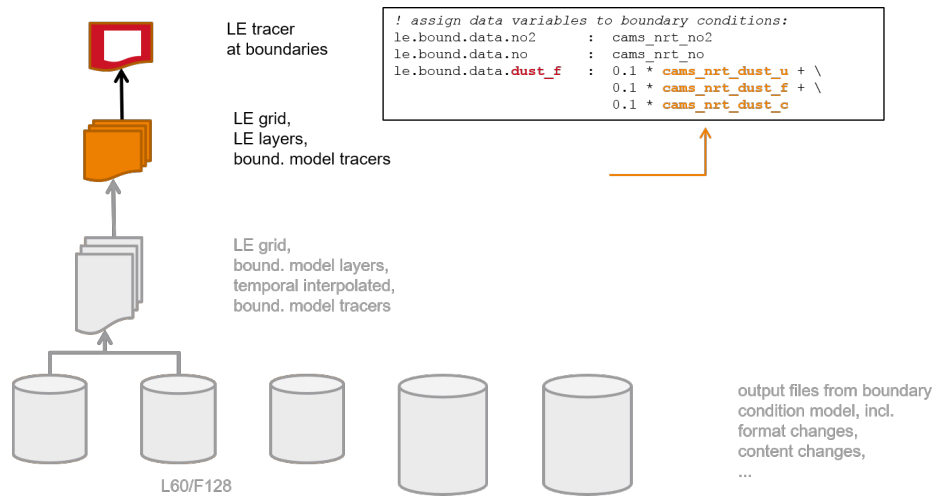 LE tracer
at boundaries
! assign data variables to boundary conditions:
le.bound.data.no2 : cams_nrt_no2
le.bound.data.no : cams_nrt_no
le.bound.data.dust_f : 0.1 * cams_nrt_dust_u + \
0.1 * cams_nrt_dust_f + \
0.1 * cams_nrt_dust_c
LE grid,
LE layers,
bound. model tracers
LE grid,
bound. model layers,
temporal interpolated,
bound. model tracers
output files from boundary
condition model, incl.
format changes,
content changes,
...
L60/F128